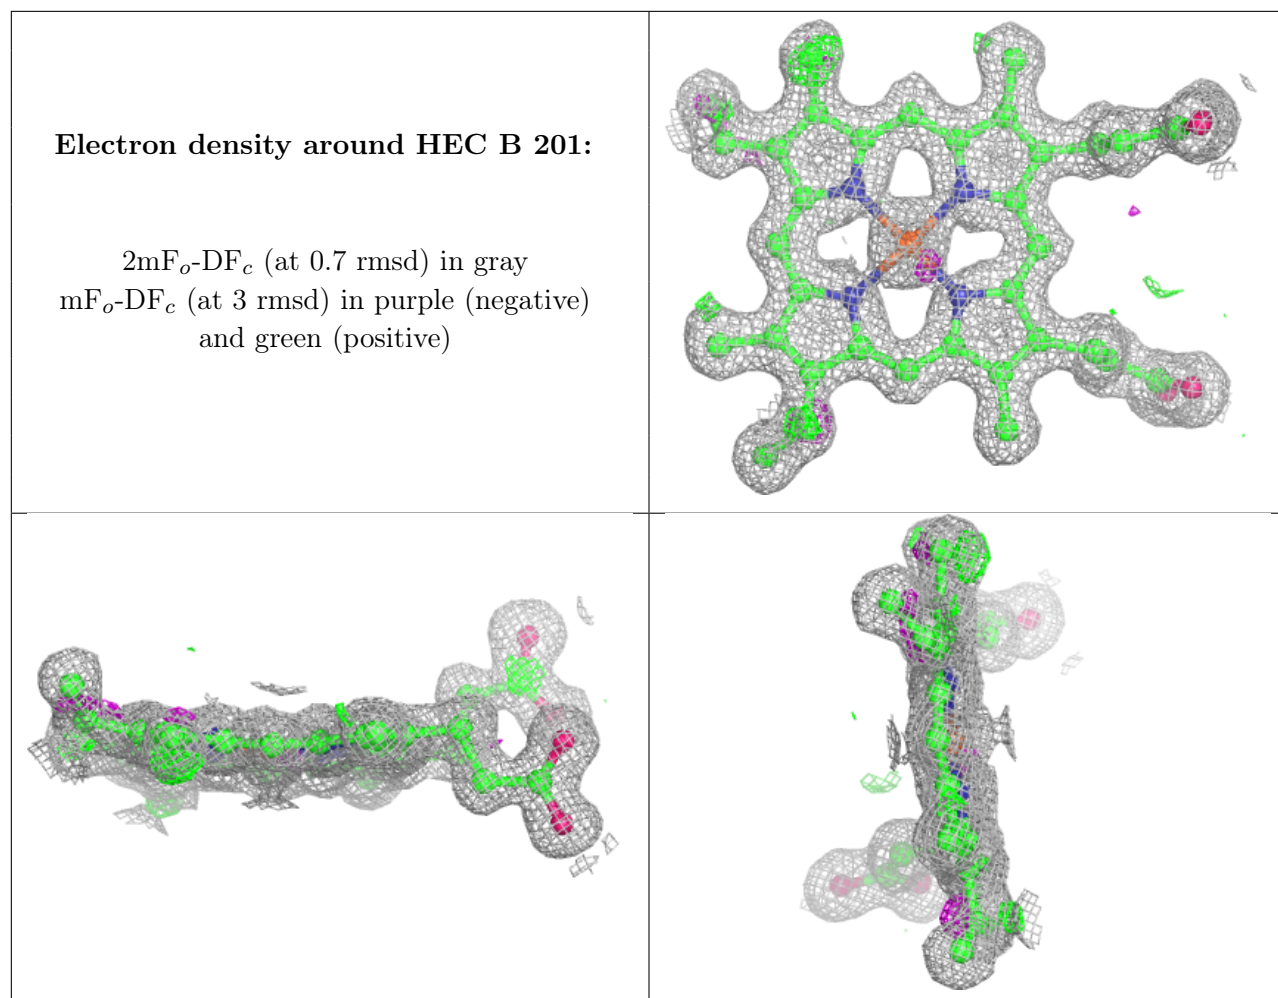 Electron density around HEC B 201:
2mFo-DFc (at 0.7 rmsd) in gray
mFo-DFc (at 3 rmsd) in purple (negative)
and green (positive)